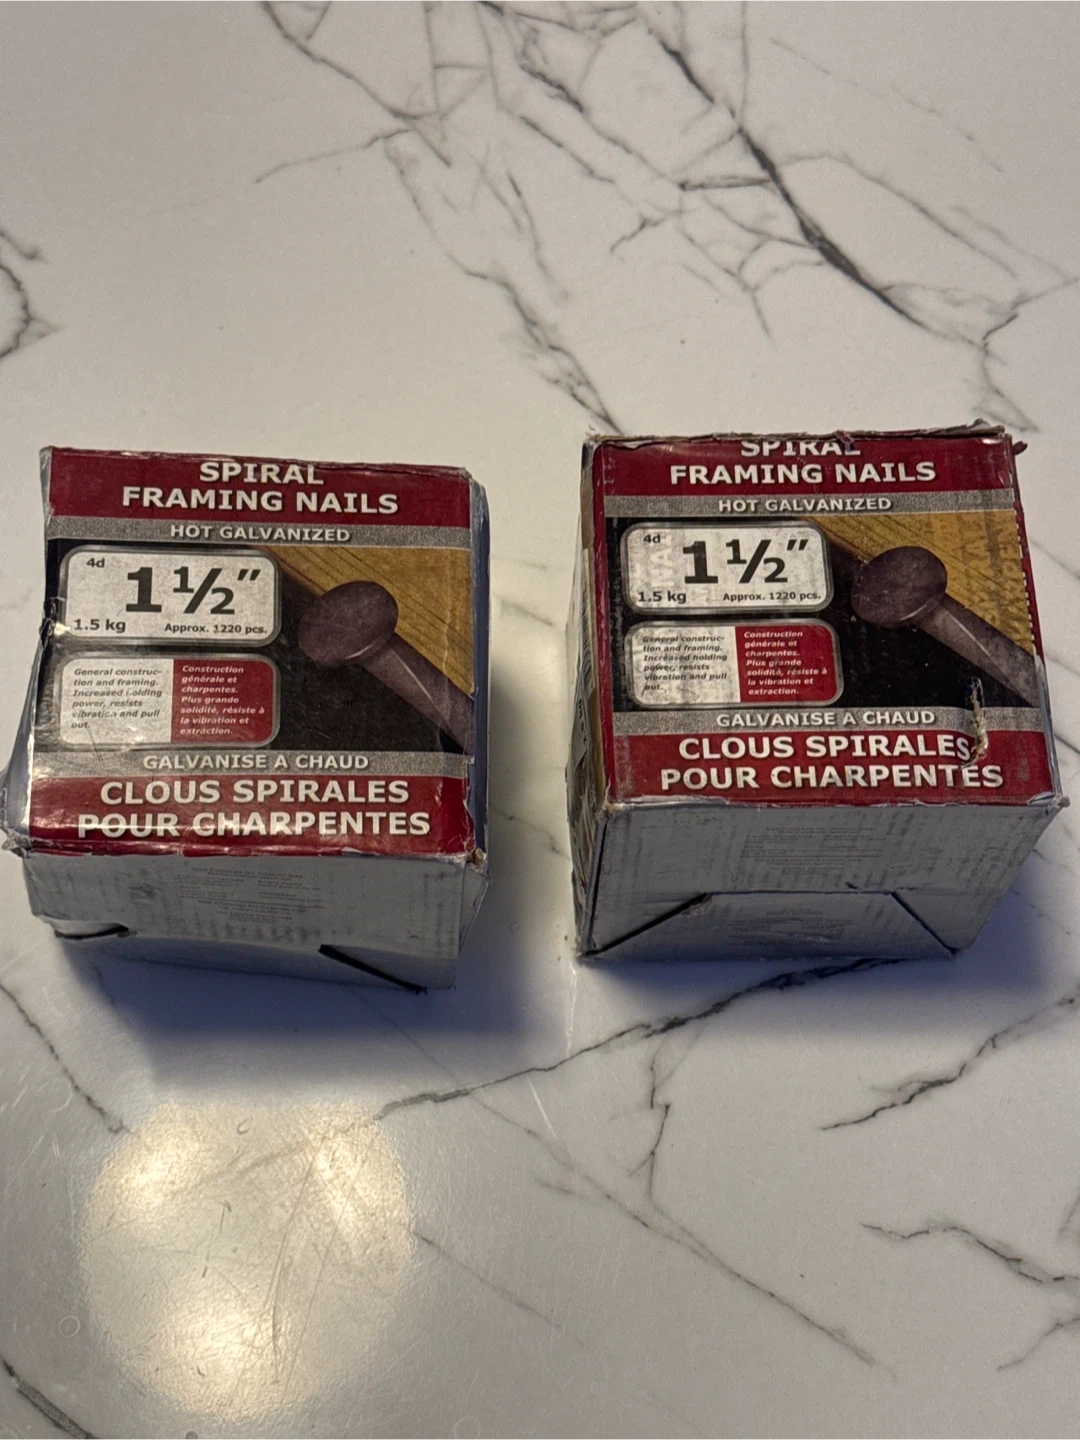 SPIRAL
FRAMING NAILS
HOT GALVANIZED
4d
1 ½"
1.5 kg
Approx. 1220 pcs.
General construc-
tion and framing.
Increased holding
power, resists
vibration and pull
out.
Construction
générale et
charpentes.
Plus grande
solidité, résiste à
la vibration et
extraction.
GALVANISE A CHAUD
CLOUS SPIRALES
POUR CHARPENTES
SPIRAL
FRAMING NAILS
HOT GALVANIZED
4d
1 ½"
1.5 kg
Approx. 1220 pcs.
General construc-
tion and framing.
Increased holding
power, resists
vibration and pull
out.
Construction
générale et
charpentes.
Plus grande
solidité, résiste à
la vibration et
extraction.
GALVANISE A CHAUD
CLOUS SPIRALES
POUR CHARPENTES